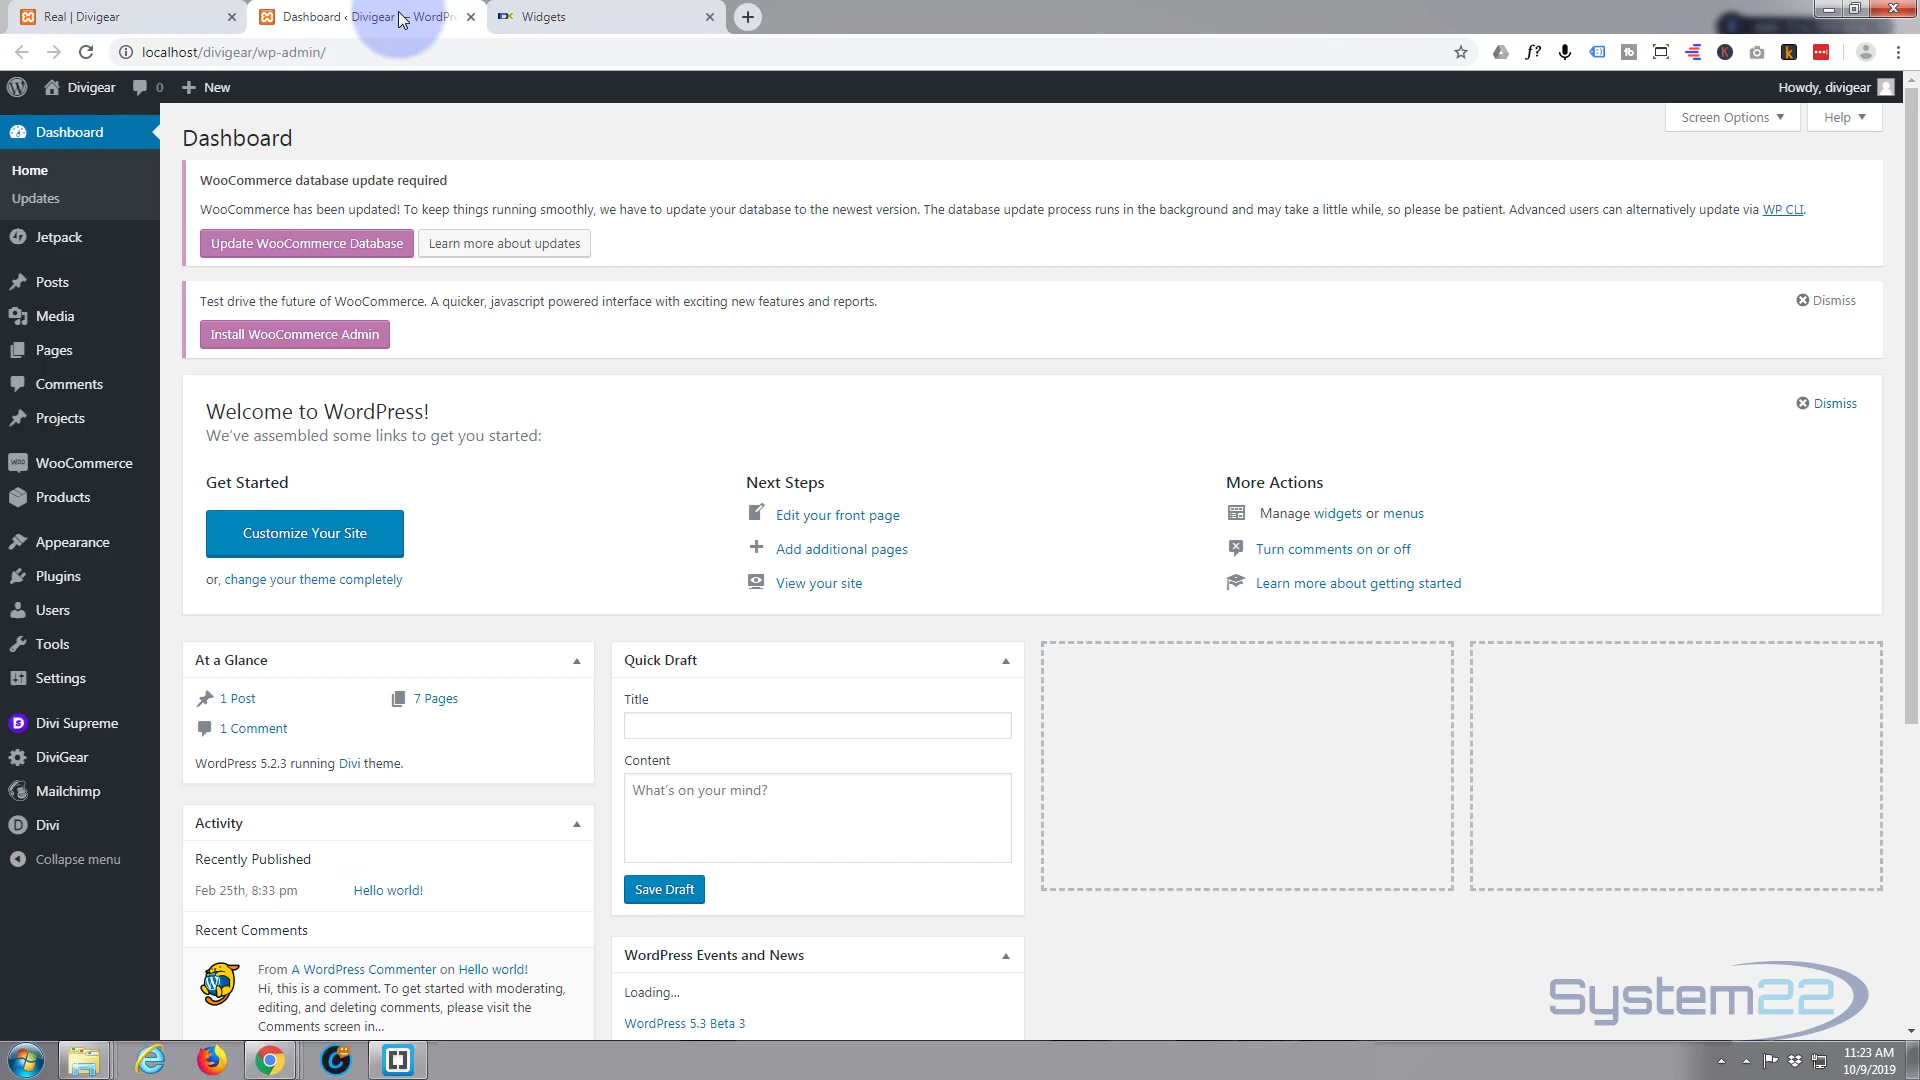 Real | Divigear
Dashboard ‹ Divigear — WordPre
Widgets
localhost/divigear/wp-admin/
Divigear
0
New
Howdy, divigear
Dashboard
Home
Updates
Jetpack
Posts
Media
Pages
Comments
Projects
WooCommerce
Products
Appearance
Plugins
Users
Tools
Settings
Divi Supreme
DiviGear
Mailchimp
Divi
Collapse menu
Screen Options
Help
Dashboard
WooCommerce database update required
WooCommerce has been updated! To keep things running smoothly, we have to update your database to the newest version. The database update process runs in the background and may take a little while, so please be patient. Advanced users can alternatively update via WP CLI.
Update WooCommerce Database
Learn more about updates
Test drive the future of WooCommerce. A quicker, javascript powered interface with exciting new features and reports.
Dismiss
Install WooCommerce Admin
Welcome to WordPress!
Dismiss
We've assembled some links to get you started:
Get Started
Customize Your Site
or, change your theme completely
Next Steps
Edit your front page
Add additional pages
View your site
More Actions
Manage widgets or menus
Turn comments on or off
Learn more about getting started
At a Glance
1 Post
7 Pages
1 Comment
WordPress 5.2.3 running Divi theme.
Activity
Recently Published
Feb 25th, 8:33 pm
Hello world!
Recent Comments
From A WordPress Commenter on Hello world!
Hi, this is a comment. To get started with moderating,
editing, and deleting comments, please visit the
Comments screen in...
Quick Draft
Title
Content
What's on your mind?
Save Draft
WordPress Events and News
Loading...
WordPress 5.3 Beta 3
System22
11:23 AM
10/9/2019